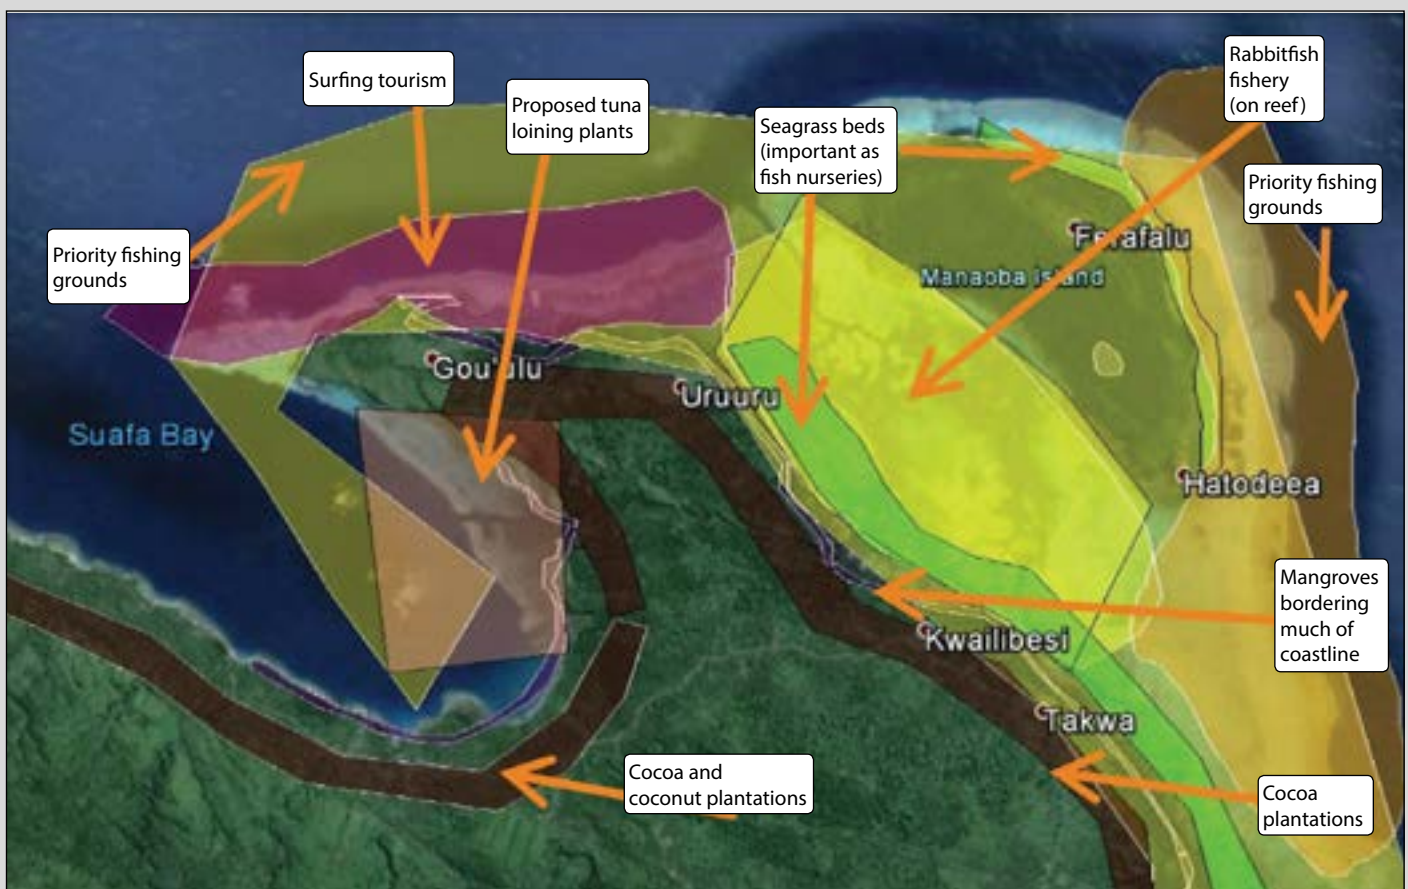 Surfing tourism
Proposed tuna
loining plants
Seagrass beds
(important as
fish nurseries)
Rabbitfish
fishery
(on reef)
Priority fishing
grounds
Priority fishing
grounds
Ferafalu
Manaoba Island
Gou'ulu
Uruuru
Suafa Bay
Hatodeea
Mangroves
bordering
much of
coastline
Kwailibesi
Takwa
Cocoa and
coconut plantations
Cocoa
plantations